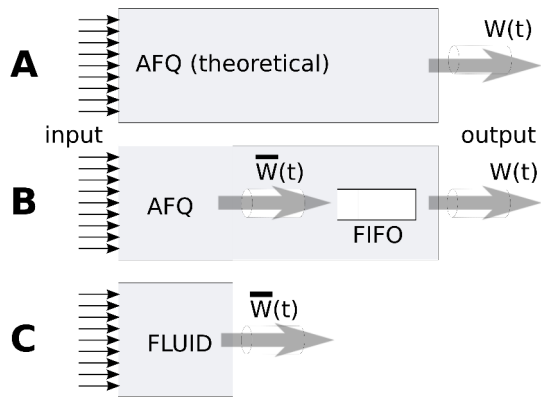 A AFQ (theoretical) W(t)
input output
B AFQ W̅(t) W(t)
FIFO
C FLUID W̅(t)